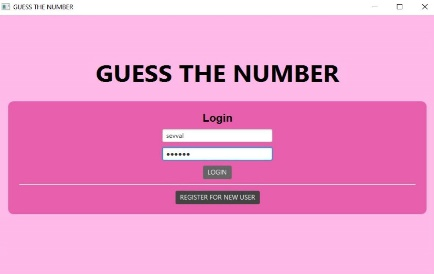 GUESS THE NUMBER
GUESS THE NUMBER
Login
sevval
••••••
LOGIN
REGISTER FOR NEW USER